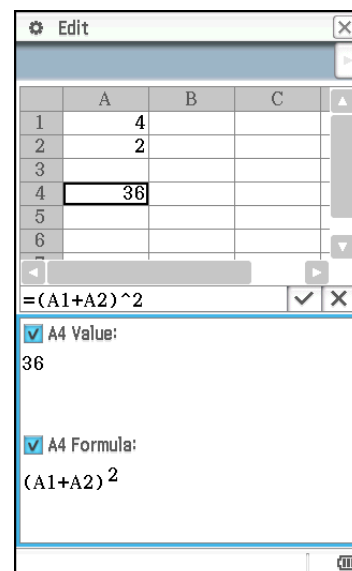 Edit
A B C
1 4
2 2
3
4 36
5
6
=(A1+A2)^2
A4 Value:
36
A4 Formula:
(A1+A2)²